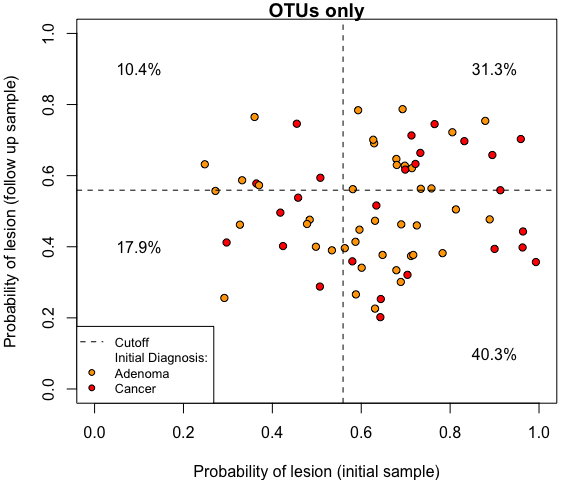 OTUs only
Probability of lesion (follow up sample)
1.0
0.8
0.6
0.4
0.2
0.0
10.4%
31.3%
17.9%
40.3%
Cutoff
Initial Diagnosis:
Adenoma
Cancer
0.0 0.2 0.4 0.6 0.8 1.0
Probability of lesion (initial sample)